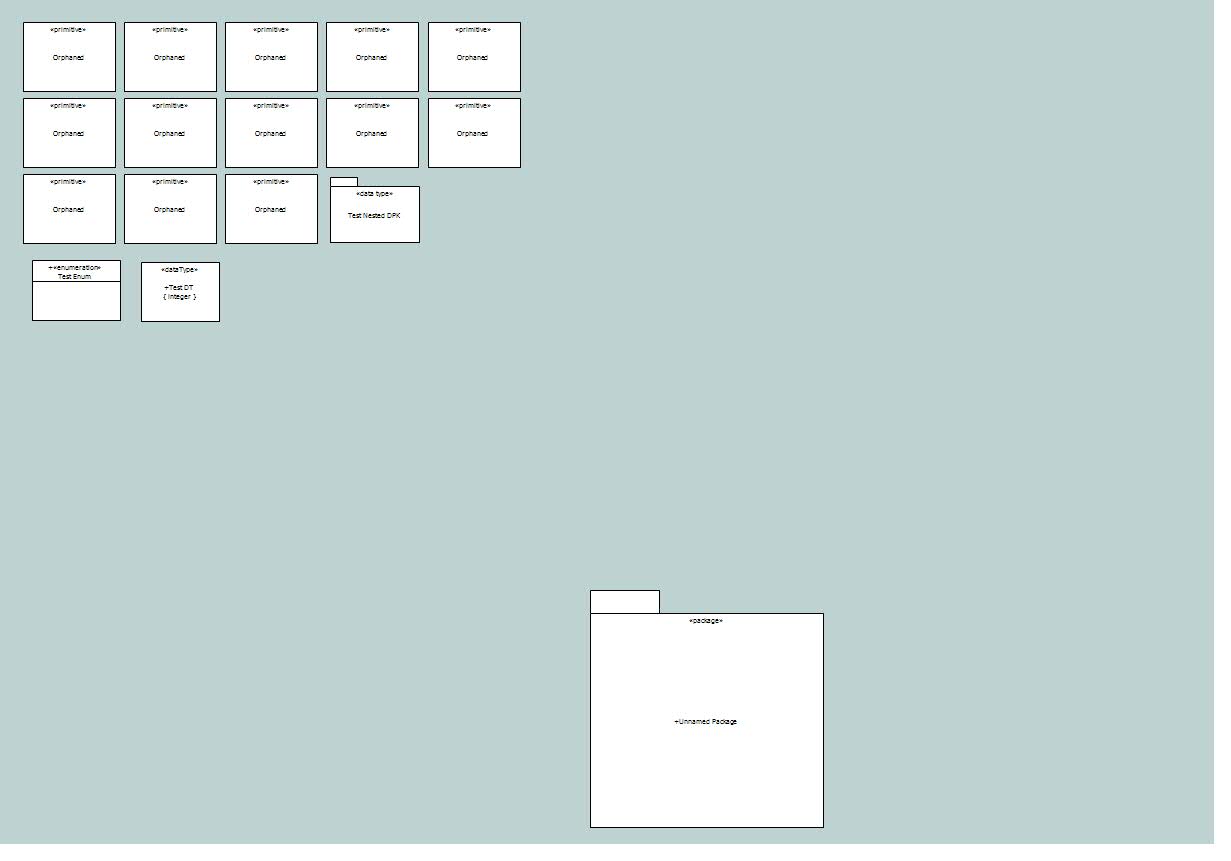 «primitive» «primitive» «primitive» «primitive» «primitive»
Orphaned Orphaned Orphaned Orphaned Orphaned
«primitive» «primitive» «primitive» «primitive» «primitive»
Orphaned Orphaned Orphaned Orphaned Orphaned
«primitive» «primitive» «primitive»
Orphaned Orphaned Orphaned
«data type»
Test Nested DPK
+«enumeration»
Test Enum
«dataType»
+Test DT
{ Integer }
«package»
+Unnamed Package